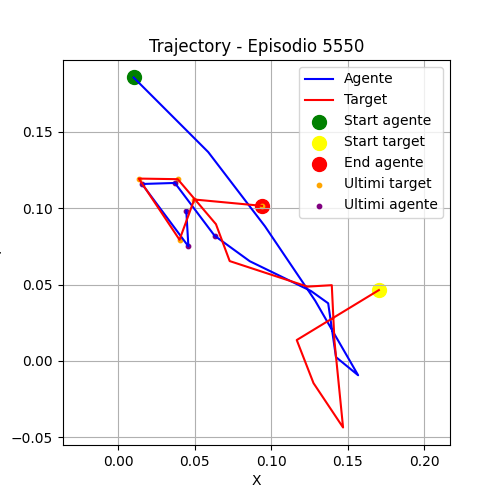 Trajectory - Episodio 5550
Agente
Target
Start agente
Start target
End agente
Ultimi target
Ultimi agente
0.15
0.10
0.05
0.00
−0.05
0.00 0.05 0.10 0.15 0.20
X